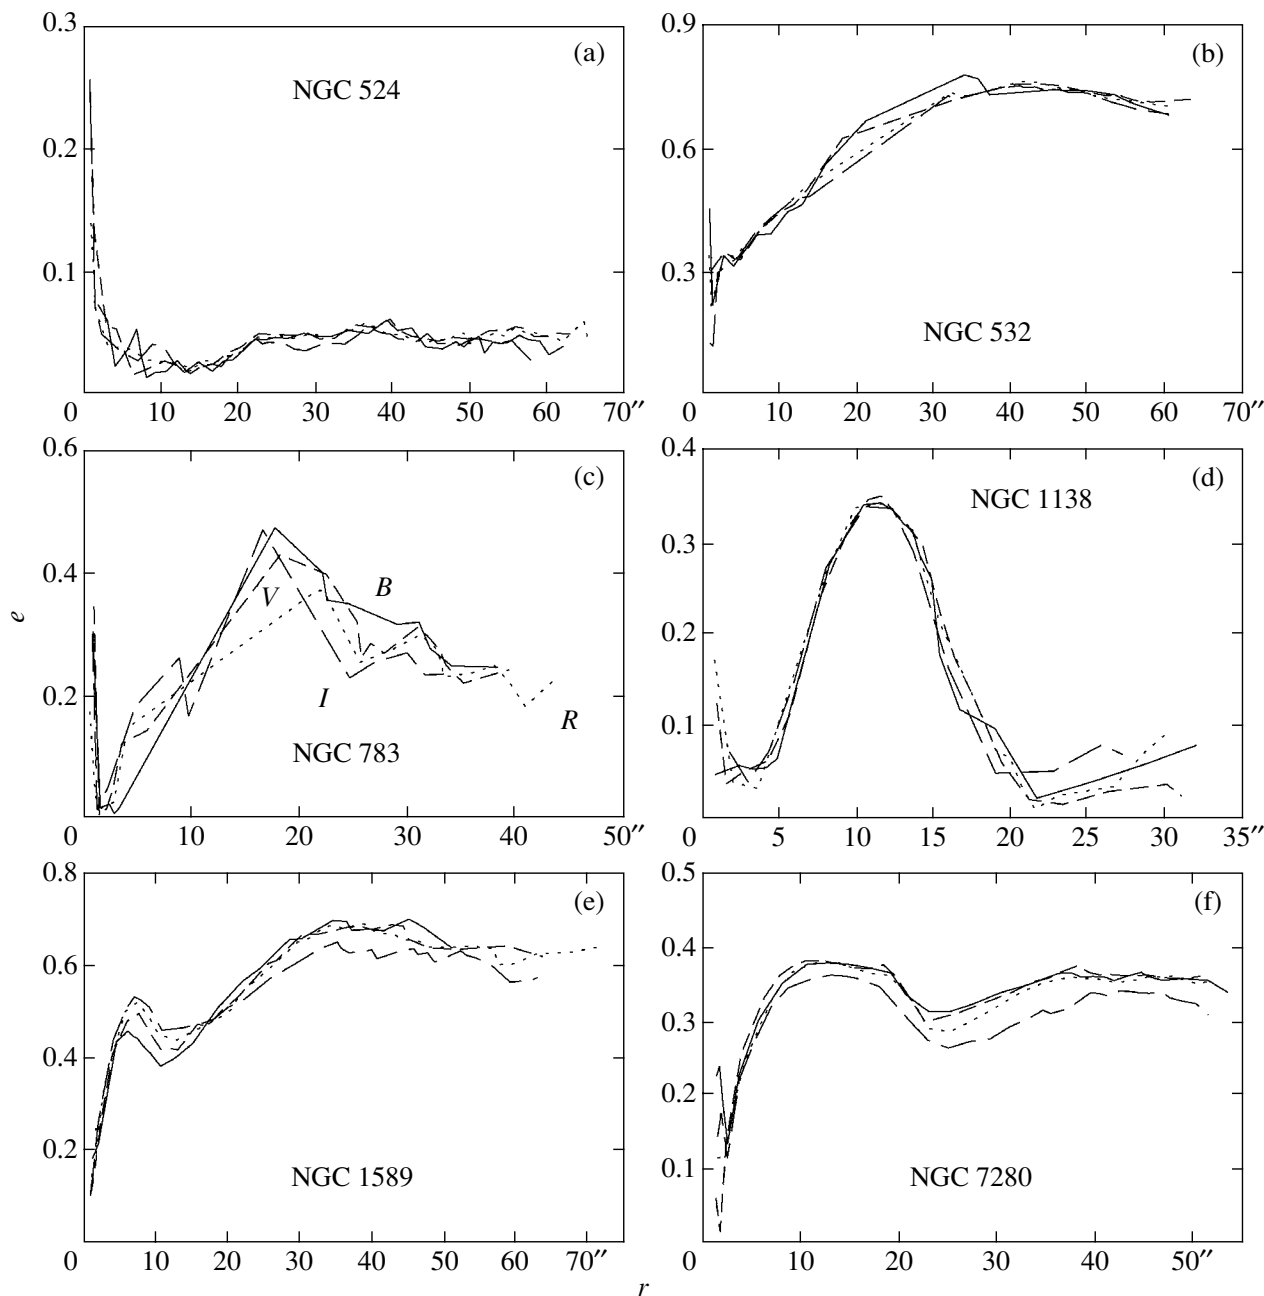 0.3
(a)
NGC 524
0.2
0.1
0 10 20 30 40 50 60 70″
0.9
(b)
0.6
0.3
NGC 532
0 10 20 30 40 50 60 70″
0.6
(c)
0.4
B
V
e
0.2
I
R
NGC 783
0 10 20 30 40 50″
0.4
(d)
NGC 1138
0.3
0.2
0.1
0 5 10 15 20 25 30 35″
0.8
(e)
0.6
0.4
0.2
NGC 1589
0 10 20 30 40 50 60 70″
0.5
(f)
0.4
0.3
0.2
0.1
NGC 7280
0 10 20 30 40 50″
r